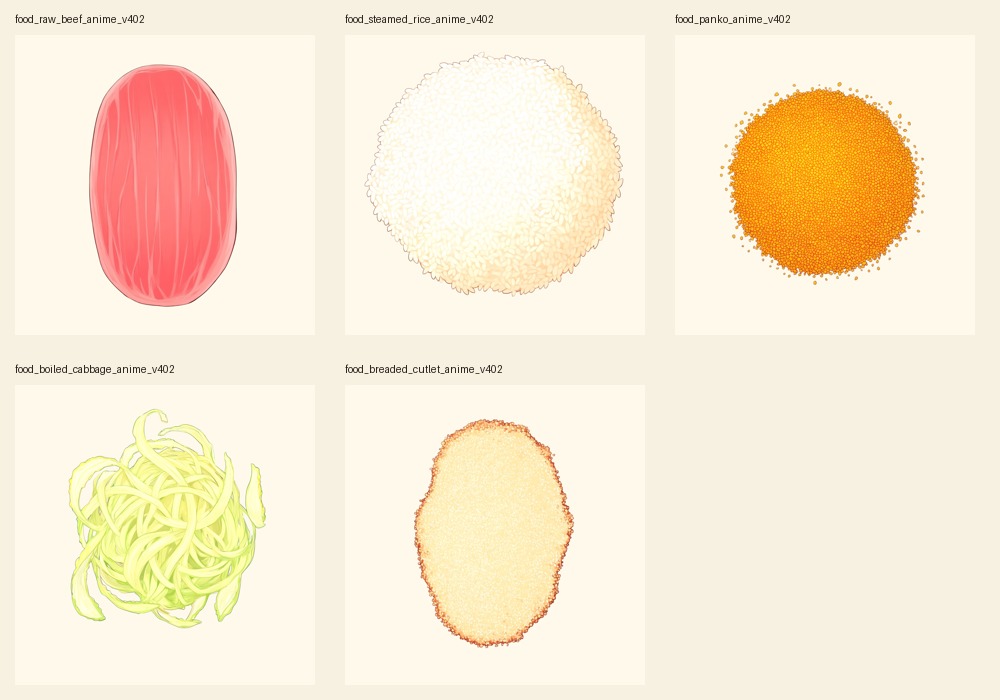 food_raw_beef_anime_v402
food_steamed_rice_anime_v402
food_panko_anime_v402
food_boiled_cabbage_anime_v402
food_breaded_cutlet_anime_v402